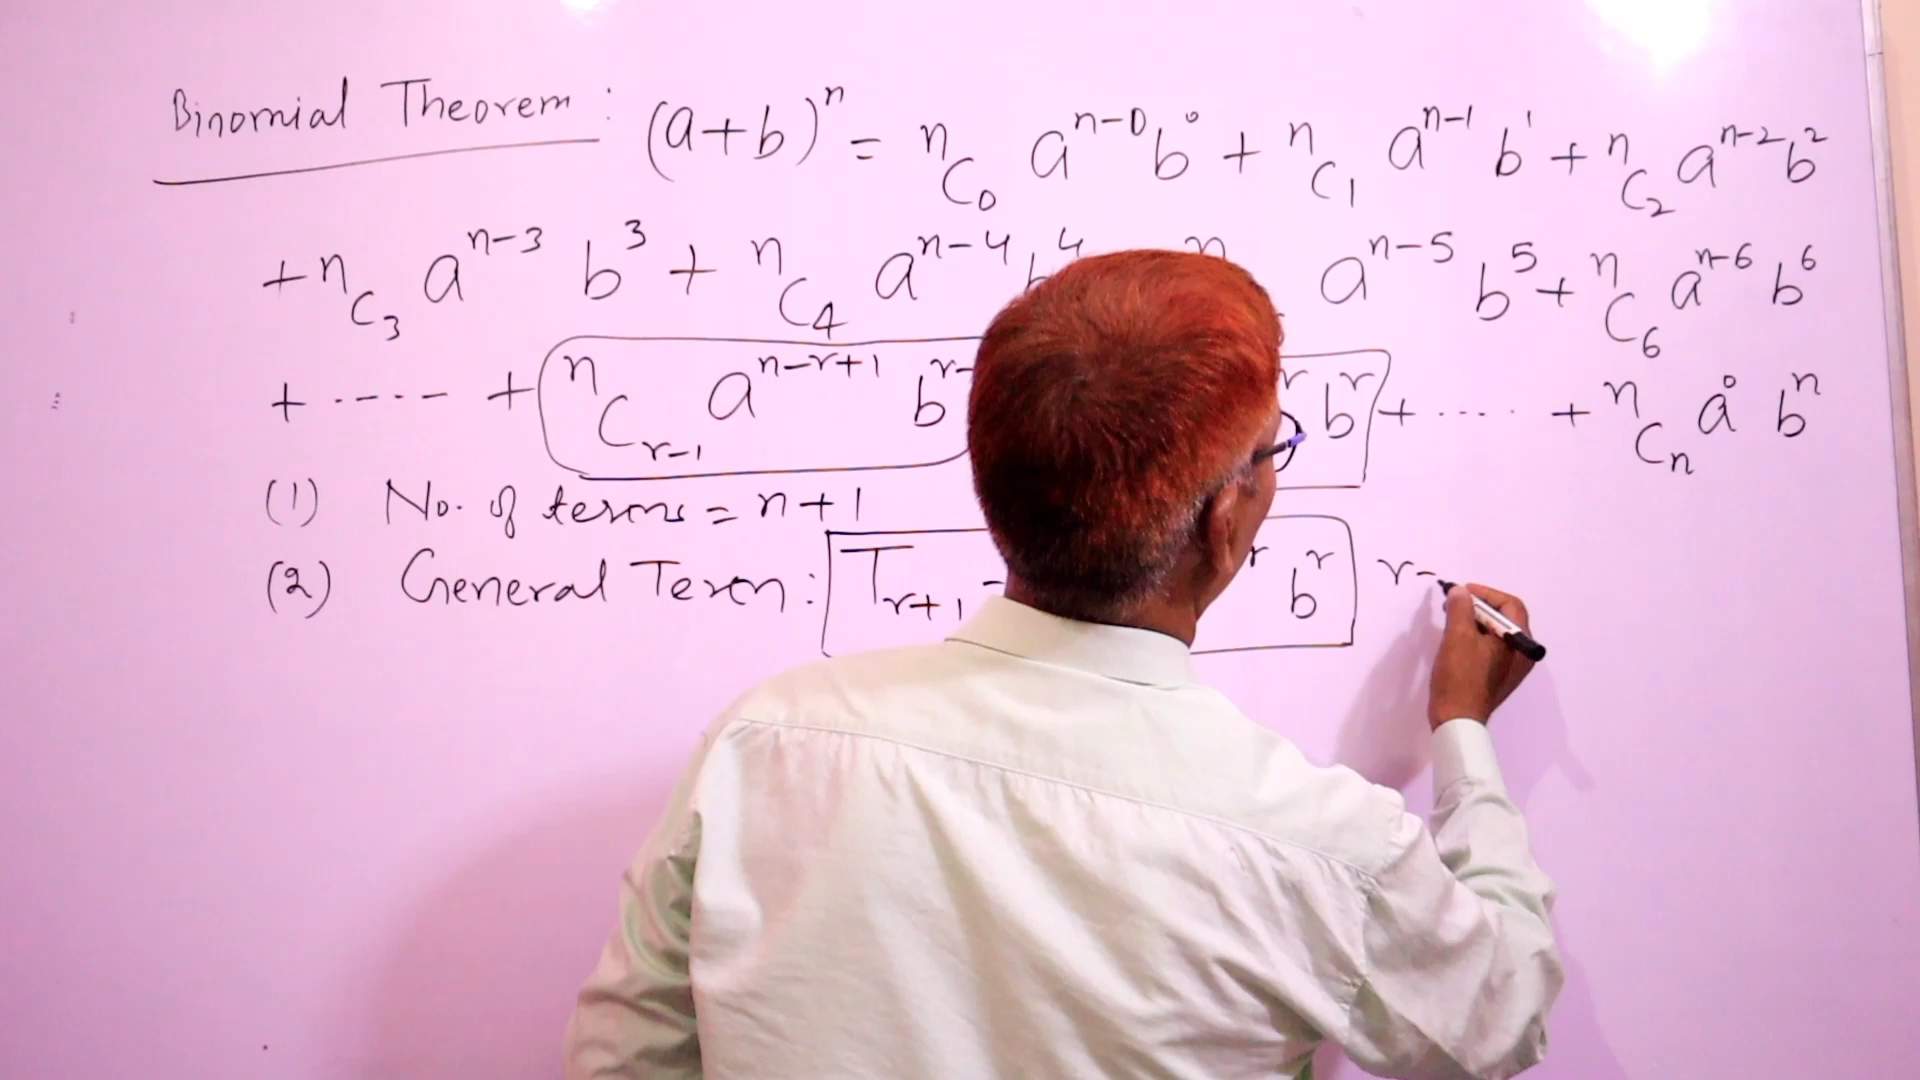 Binomial Theorem : (a+b)^n = nC0 a^(n-0) b^0 + nC1 a^(n-1) b^1 + nC2 a^(n-2) b^2
+ nC3 a^(n-3) b^3 + nC4 a^(n-4) b^4 n a^(n-5) b^5 + nC6 a^(n-6) b^6
+ ---- + nC(r-1) a^(n-r+1) b^(r- r b^r + .... + nCn a^0 b^n
(1) No. of terms = n+1
(2) General Term : T(r+1) = r b^r r=